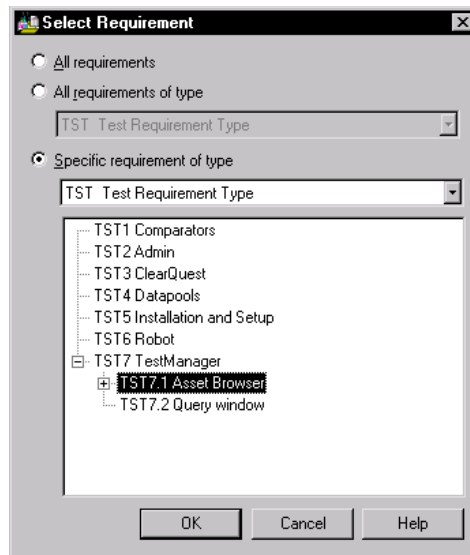 Select Requirement
All requirements
All requirements of type
TST Test Requirement Type
Specific requirement of type
TST Test Requirement Type
TST1 Comparators
TST2 Admin
TST3 ClearQuest
TST4 Datapools
TST5 Installation and Setup
TST6 Robot
TST7 TestManager
TST7.1 Asset Browser
TST7.2 Query window
OK Cancel Help